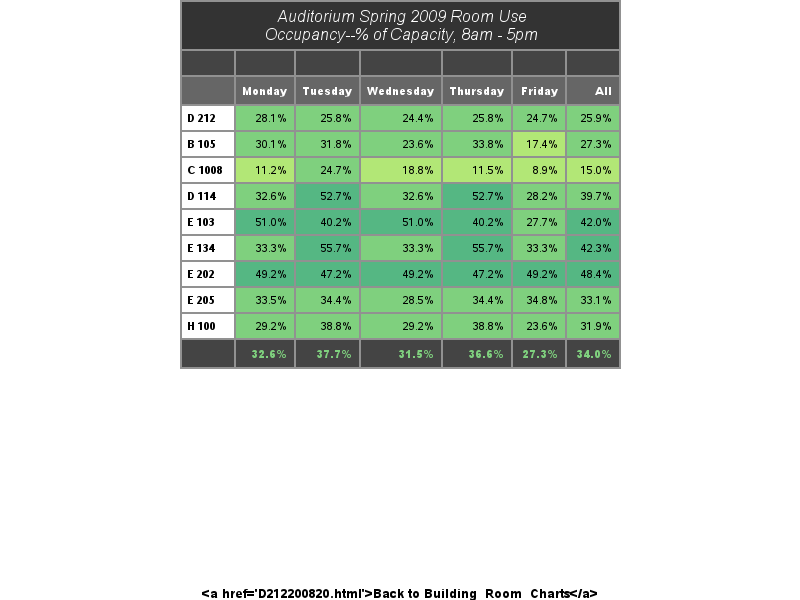 Auditorium Spring 2009 Room Use
Occupancy--% of Capacity, 8am - 5pm
Monday Tuesday Wednesday Thursday Friday All
D 212 28.1% 25.8% 24.4% 25.8% 24.7% 25.9%
B 105 30.1% 31.8% 23.6% 33.8% 17.4% 27.3%
C 1008 11.2% 24.7% 18.8% 11.5% 8.9% 15.0%
D 114 32.6% 52.7% 32.6% 52.7% 28.2% 39.7%
E 103 51.0% 40.2% 51.0% 40.2% 27.7% 42.0%
E 134 33.3% 55.7% 33.3% 55.7% 33.3% 42.3%
E 202 49.2% 47.2% 49.2% 47.2% 49.2% 48.4%
E 205 33.5% 34.4% 28.5% 34.4% 34.8% 33.1%
H 100 29.2% 38.8% 29.2% 38.8% 23.6% 31.9%
32.6% 37.7% 31.5% 36.6% 27.3% 34.0%
<a href='D212200820.html'>Back to Building_Room_Charts</a>